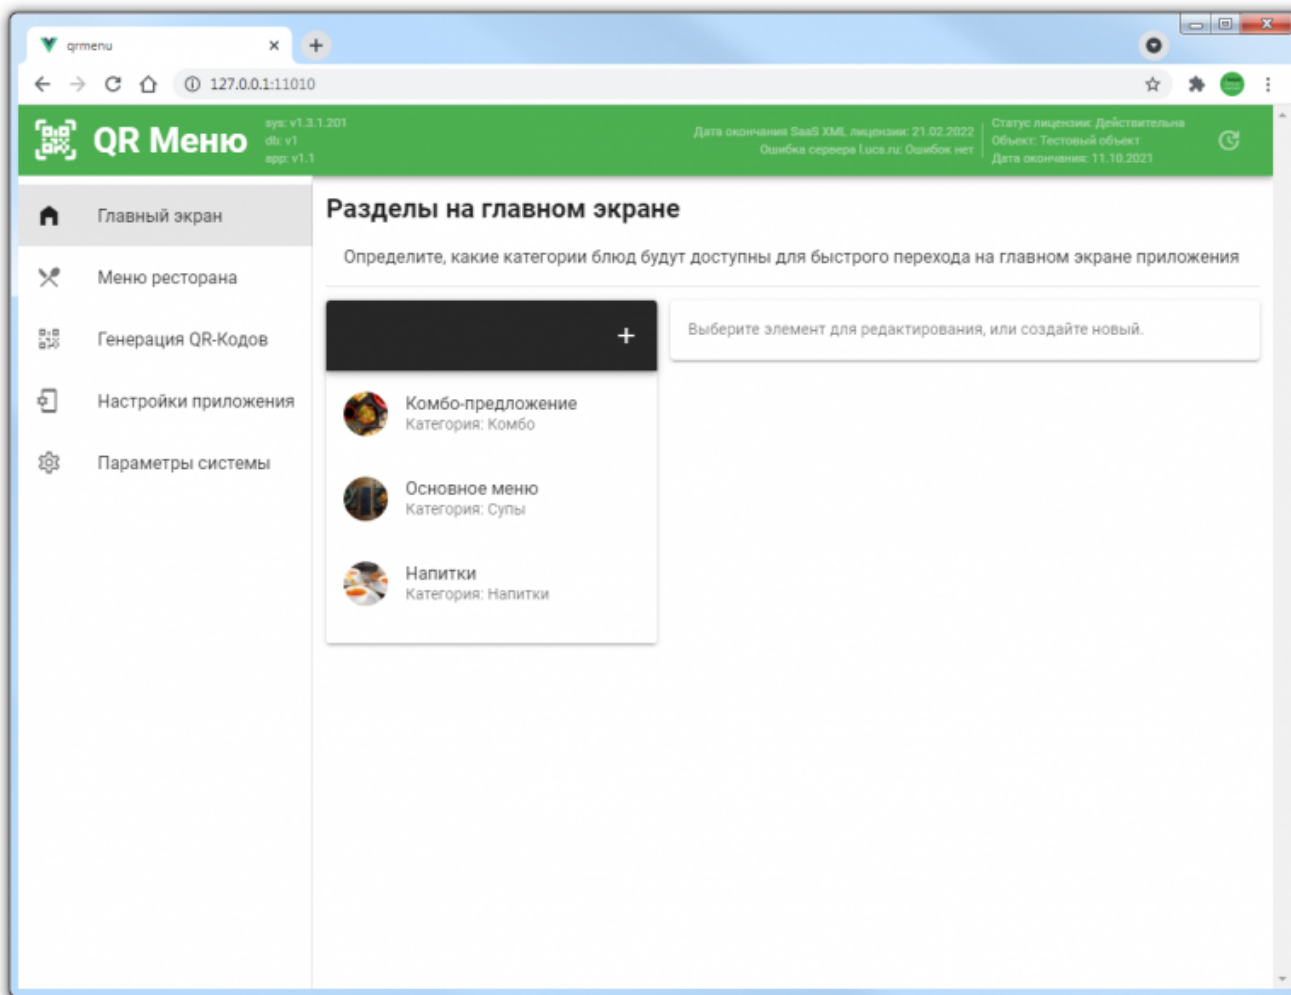 qrmenu
127.0.0.1:11010
QR Меню
sys: v1.3.1.201
db: v1
app: v1.1
Дата окончания SaaS XML лицензии: 21.02.2022
Ошибка сервера l.ucs.ru: Ошибок нет
Статус лицензии: Действительна
Объект: Тестовый объект
Дата окончания: 11.10.2021
Главный экран
Меню ресторана
Генерация QR-Кодов
Настройки приложения
Параметры системы
Разделы на главном экране
Определите, какие категории блюд будут доступны для быстрого перехода на главном экране приложения
Выберите элемент для редактирования, или создайте новый.
Комбо-предложение
Категория: Комбо
Основное меню
Категория: Супы
Напитки
Категория: Напитки